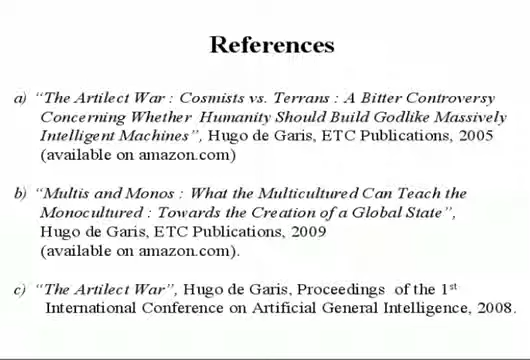 References
a) “The Artilect War : Cosmists vs. Terrans : A Bitter Controversy
Concerning Whether Humanity Should Build Godlike Massively
Intelligent Machines”, Hugo de Garis, ETC Publications, 2005
(available on amazon.com)
b) “Multis and Monos : What the Multicultured Can Teach the
Monocultured : Towards the Creation of a Global State”,
Hugo de Garis, ETC Publications, 2009
(available on amazon.com).
c) “The Artilect War”, Hugo de Garis, Proceedings of the 1st
International Conference on Artificial General Intelligence, 2008.